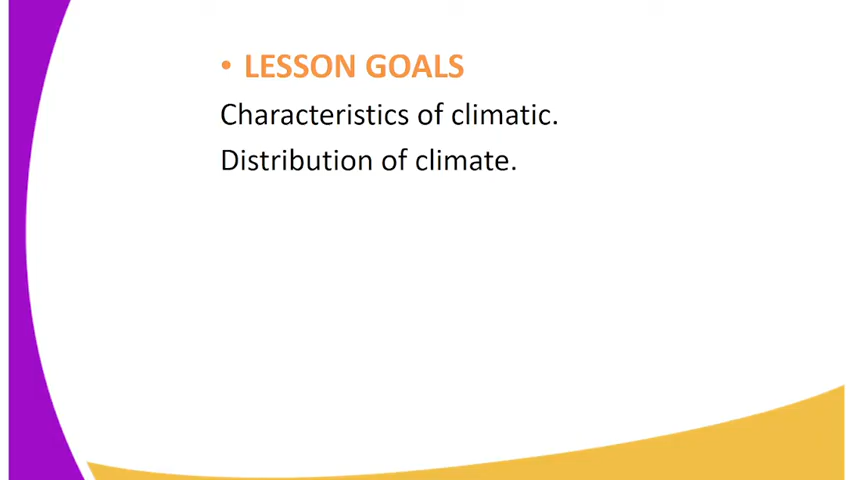 • LESSON GOALS
Characteristics of climatic.
Distribution of climate.